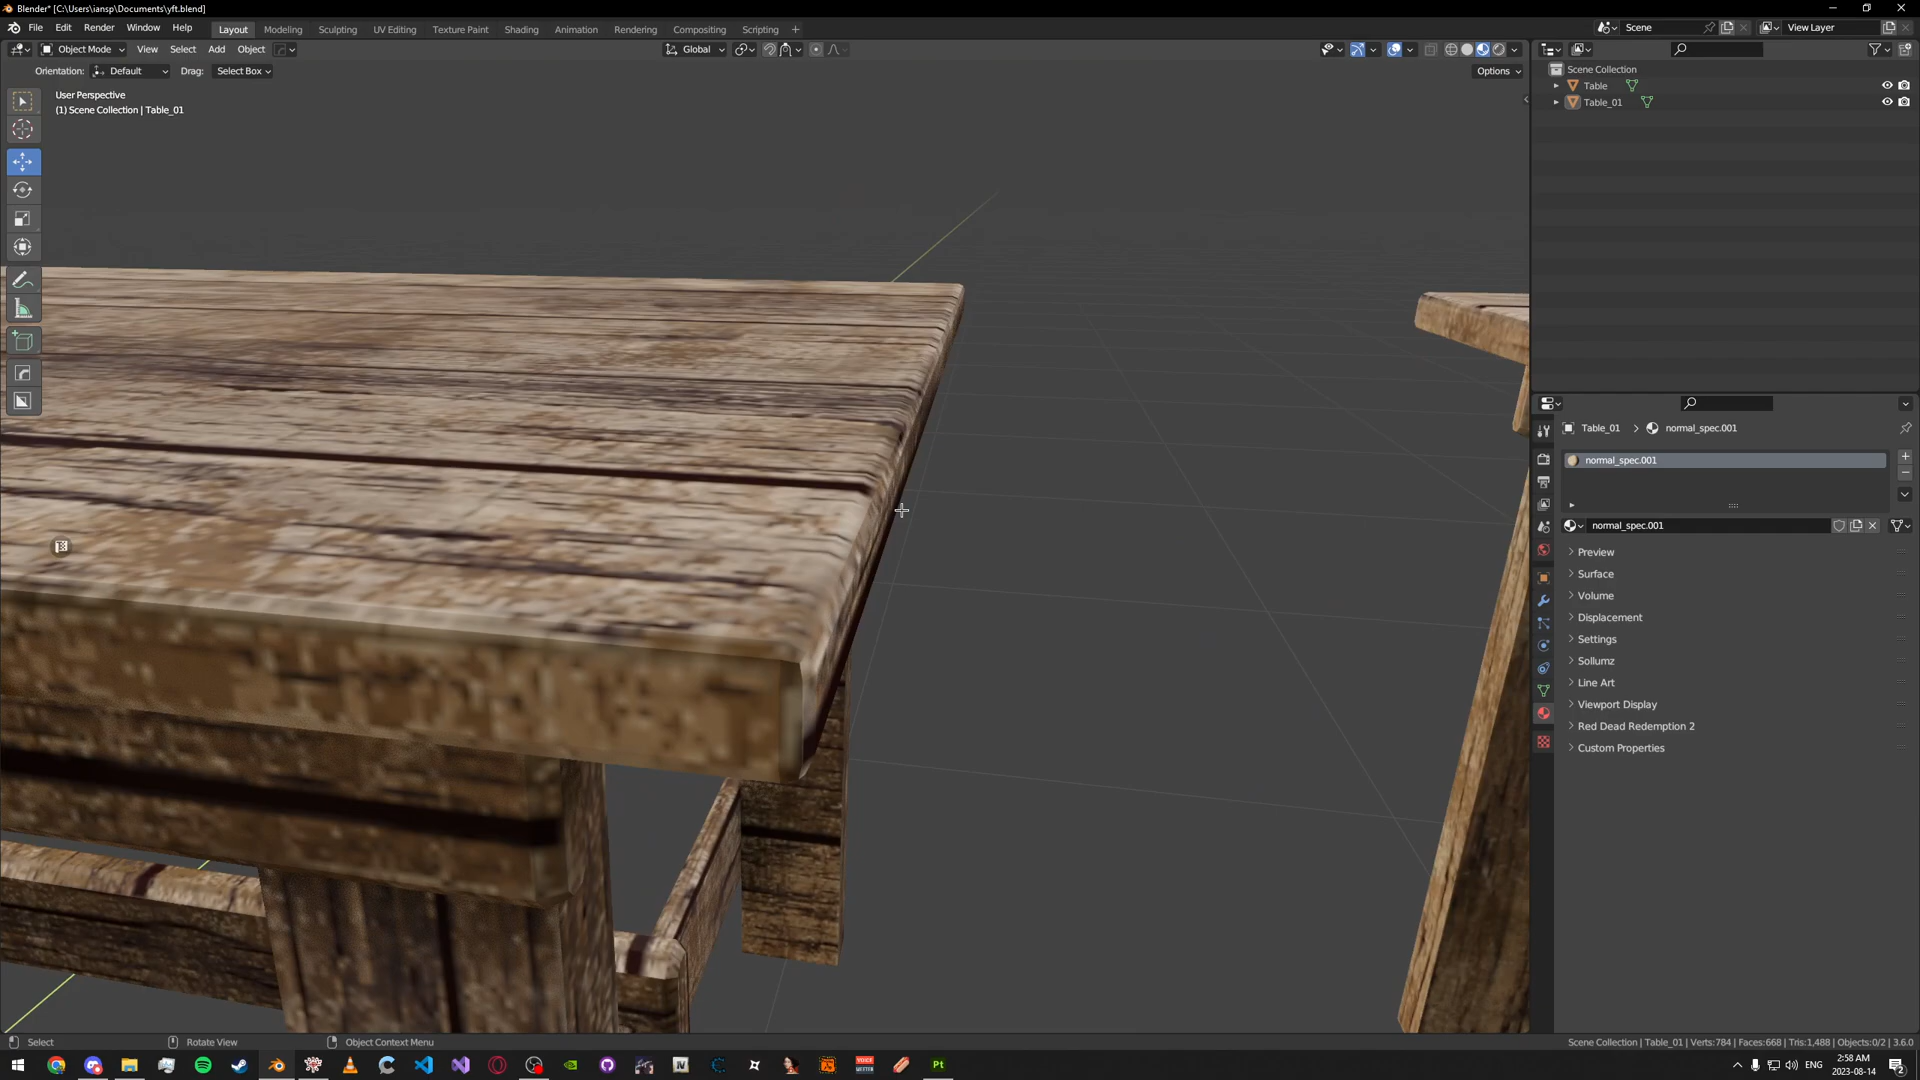 Blender* [C:\Users\iansp\Documents\yft.blend]
File Edit Render Window Help Layout Modeling Sculpting UV Editing Texture Paint Shading Animation Rendering Compositing Scripting + Scene View Layer
Object Mode View Select Add Object Global
Orientation: Default Drag: Select Box Options
User Perspective
(1) Scene Collection | Table_01
Scene Collection
Table
Table_01
Table_01 > normal_spec.001
normal_spec.001
normal_spec.001
Preview
Surface
Volume
Displacement
Settings
Sollumz
Line Art
Viewport Display
Red Dead Redemption 2
Custom Properties
Select Rotate View Object Context Menu Scene Collection | Table_01 | Verts:784 | Faces:668 | Tris:1,488 | Objects:0/2 | 3.6.0
Pt
ENG
2:58 AM
2023-08-14